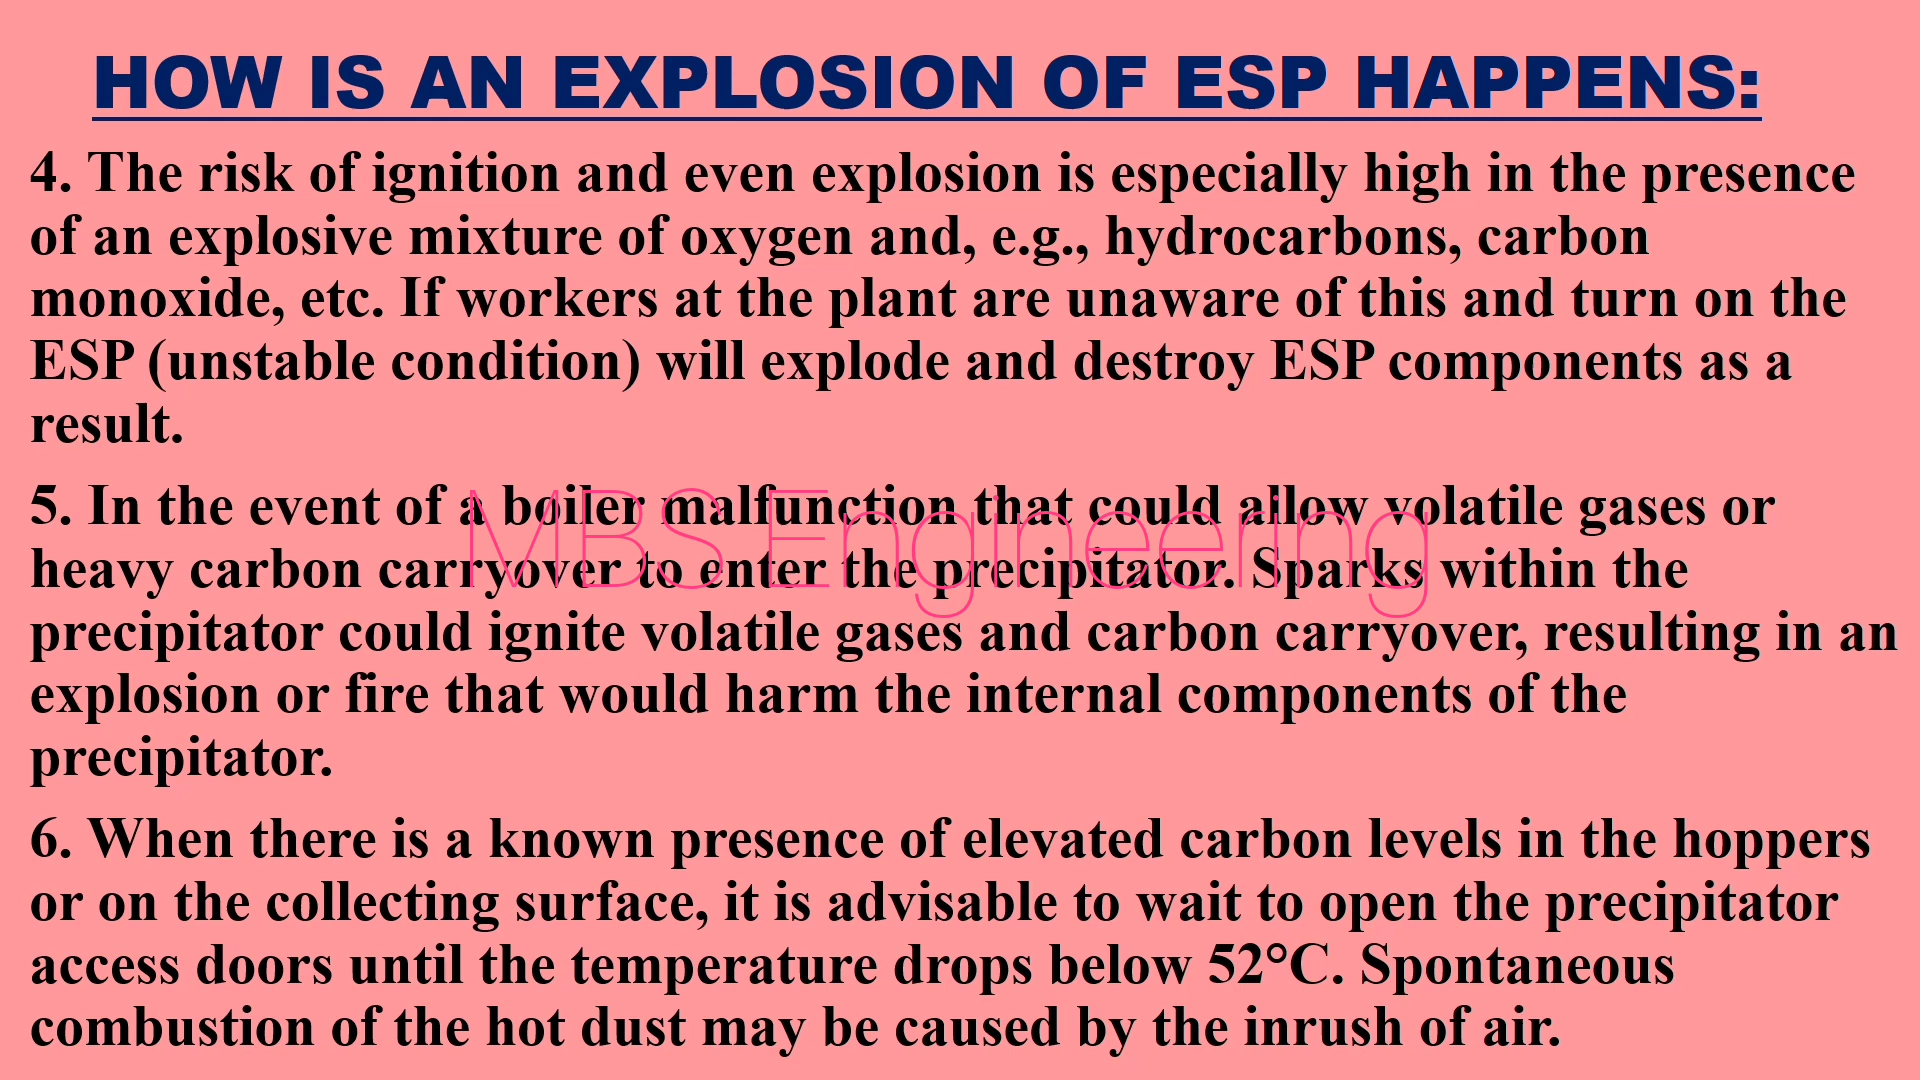 HOW IS AN EXPLOSION OF ESP HAPPENS:
4. The risk of ignition and even explosion is especially high in the presence
of an explosive mixture of oxygen and, e.g., hydrocarbons, carbon
monoxide, etc. If workers at the plant are unaware of this and turn on the
ESP (unstable condition) will explode and destroy ESP components as a
result.
5. In the event of a boiler malfunction that could allow volatile gases or
heavy carbon carryover to enter the precipitator. Sparks within the
precipitator could ignite volatile gases and carbon carryover, resulting in an
explosion or fire that would harm the internal components of the
precipitator.
6. When there is a known presence of elevated carbon levels in the hoppers
or on the collecting surface, it is advisable to wait to open the precipitator
access doors until the temperature drops below 52°C. Spontaneous
combustion of the hot dust may be caused by the inrush of air.
MBS Engineering